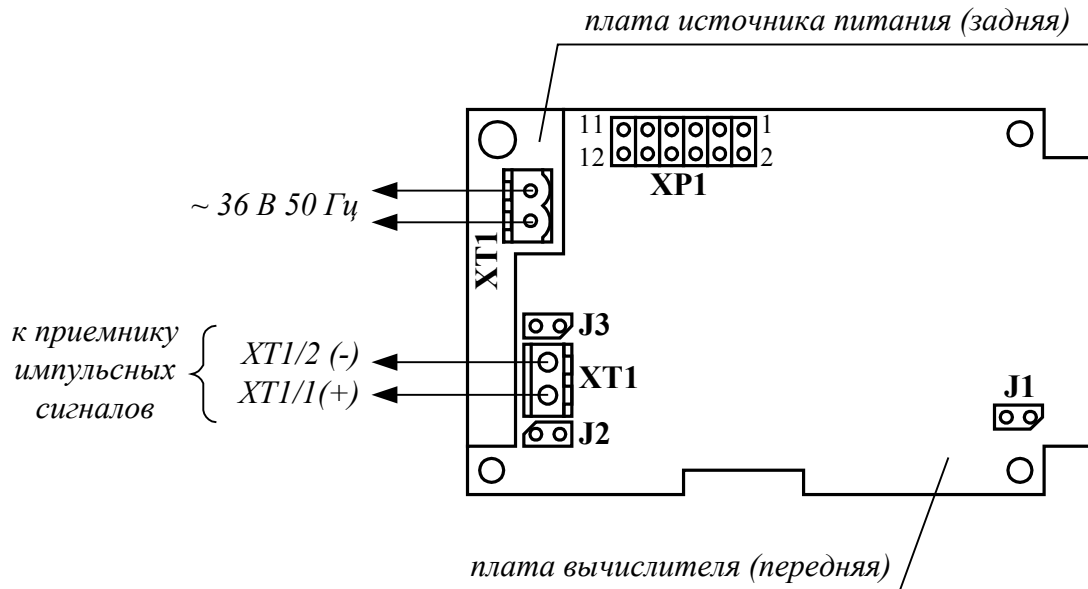 плата источника питания (задняя)
11
1
12
2
XP1
~ 36 В 50 Гц
XT1
J3
к приемнику
импульсных
сигналов
XT1/2 (-)
XT1/1(+)
XT1
J2
J1
плата вычислителя (передняя)